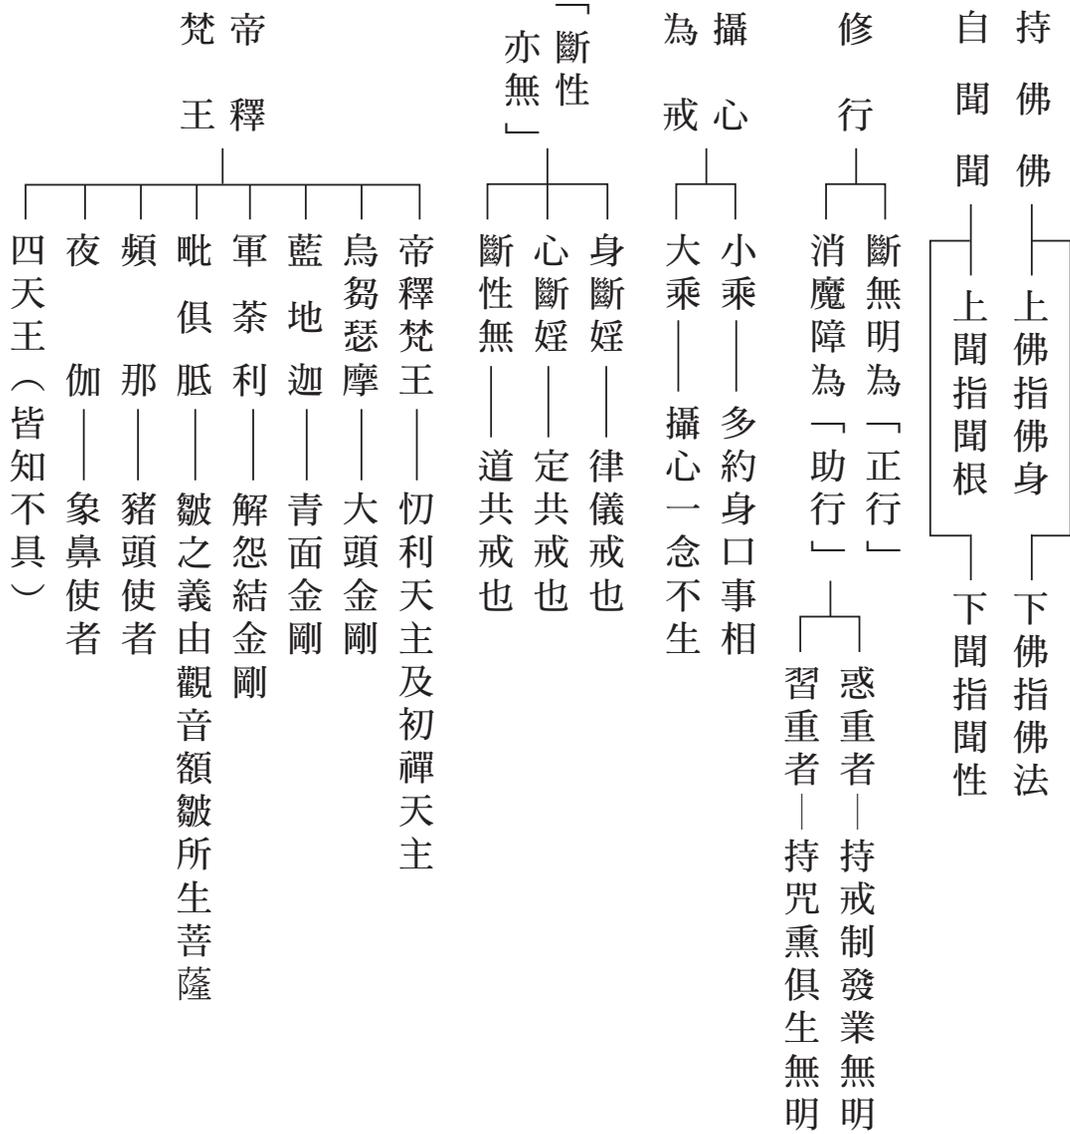 持佛佛
上佛指佛身
下佛指佛法
自聞聞
上聞指聞根
下聞指聞性
修行
斷無明為「正行」
消魔障為「助行」
惑重者—持戒制發業無明
習重者—持咒熏俱生無明
攝心
為戒
小乘——多約身口事相
大乘——攝心一念不生
「斷性
亦無」
身斷婬——律儀戒也
心斷婬——定共戒也
斷性無——道共戒也
帝釋
梵王
帝釋梵王——忉利天主及初禪天主
烏芻瑟摩——大頭金剛
藍地迦——青面金剛
軍荼利——解怨結金剛
毗俱胝——皺之義由觀音額皺所生菩薩
頻那——豬頭使者
夜伽——象鼻使者
四天王（皆知不具）